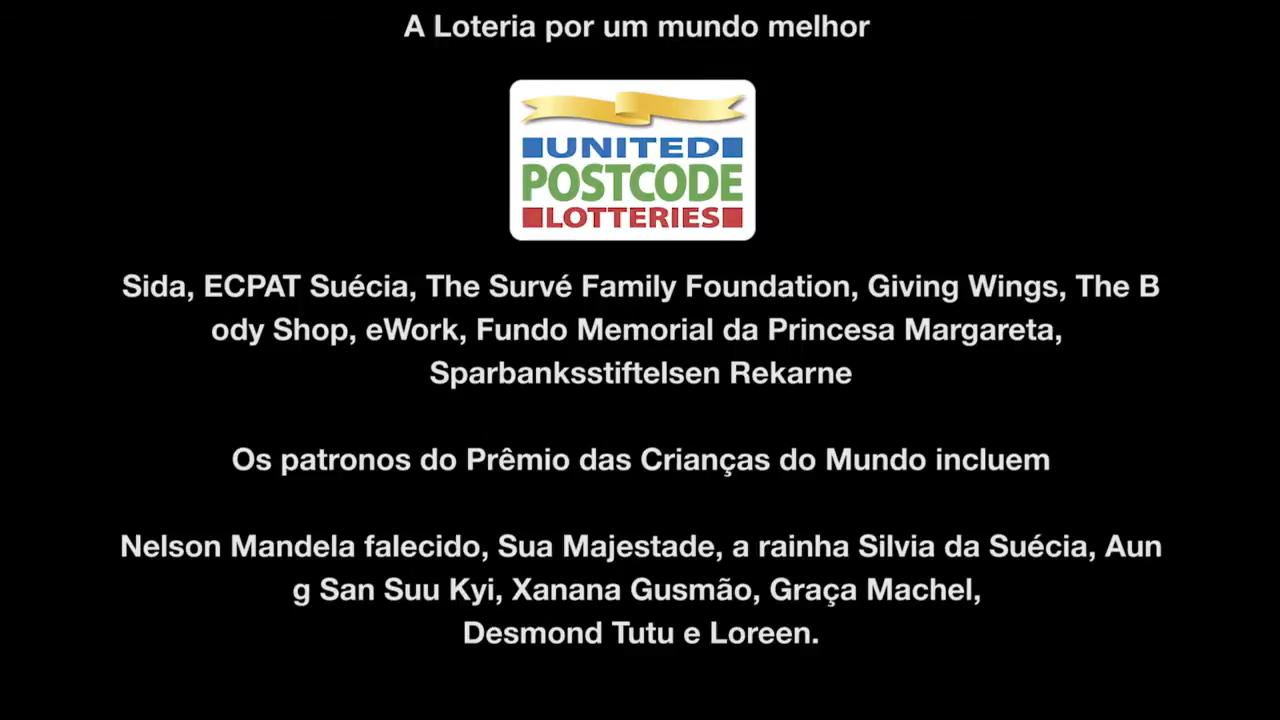 A Loteria por um mundo melhor
UNITED
POSTCODE
LOTTERIES
Sida, ECPAT Suécia, The Survé Family Foundation, Giving Wings, The B
ody Shop, eWork, Fundo Memorial da Princesa Margareta,
Sparbanksstiftelsen Rekarne
Os patronos do Prêmio das Crianças do Mundo incluem
Nelson Mandela falecido, Sua Majestade, a rainha Silvia da Suécia, Aun
g San Suu Kyi, Xanana Gusmão, Graça Machel,
Desmond Tutu e Loreen.